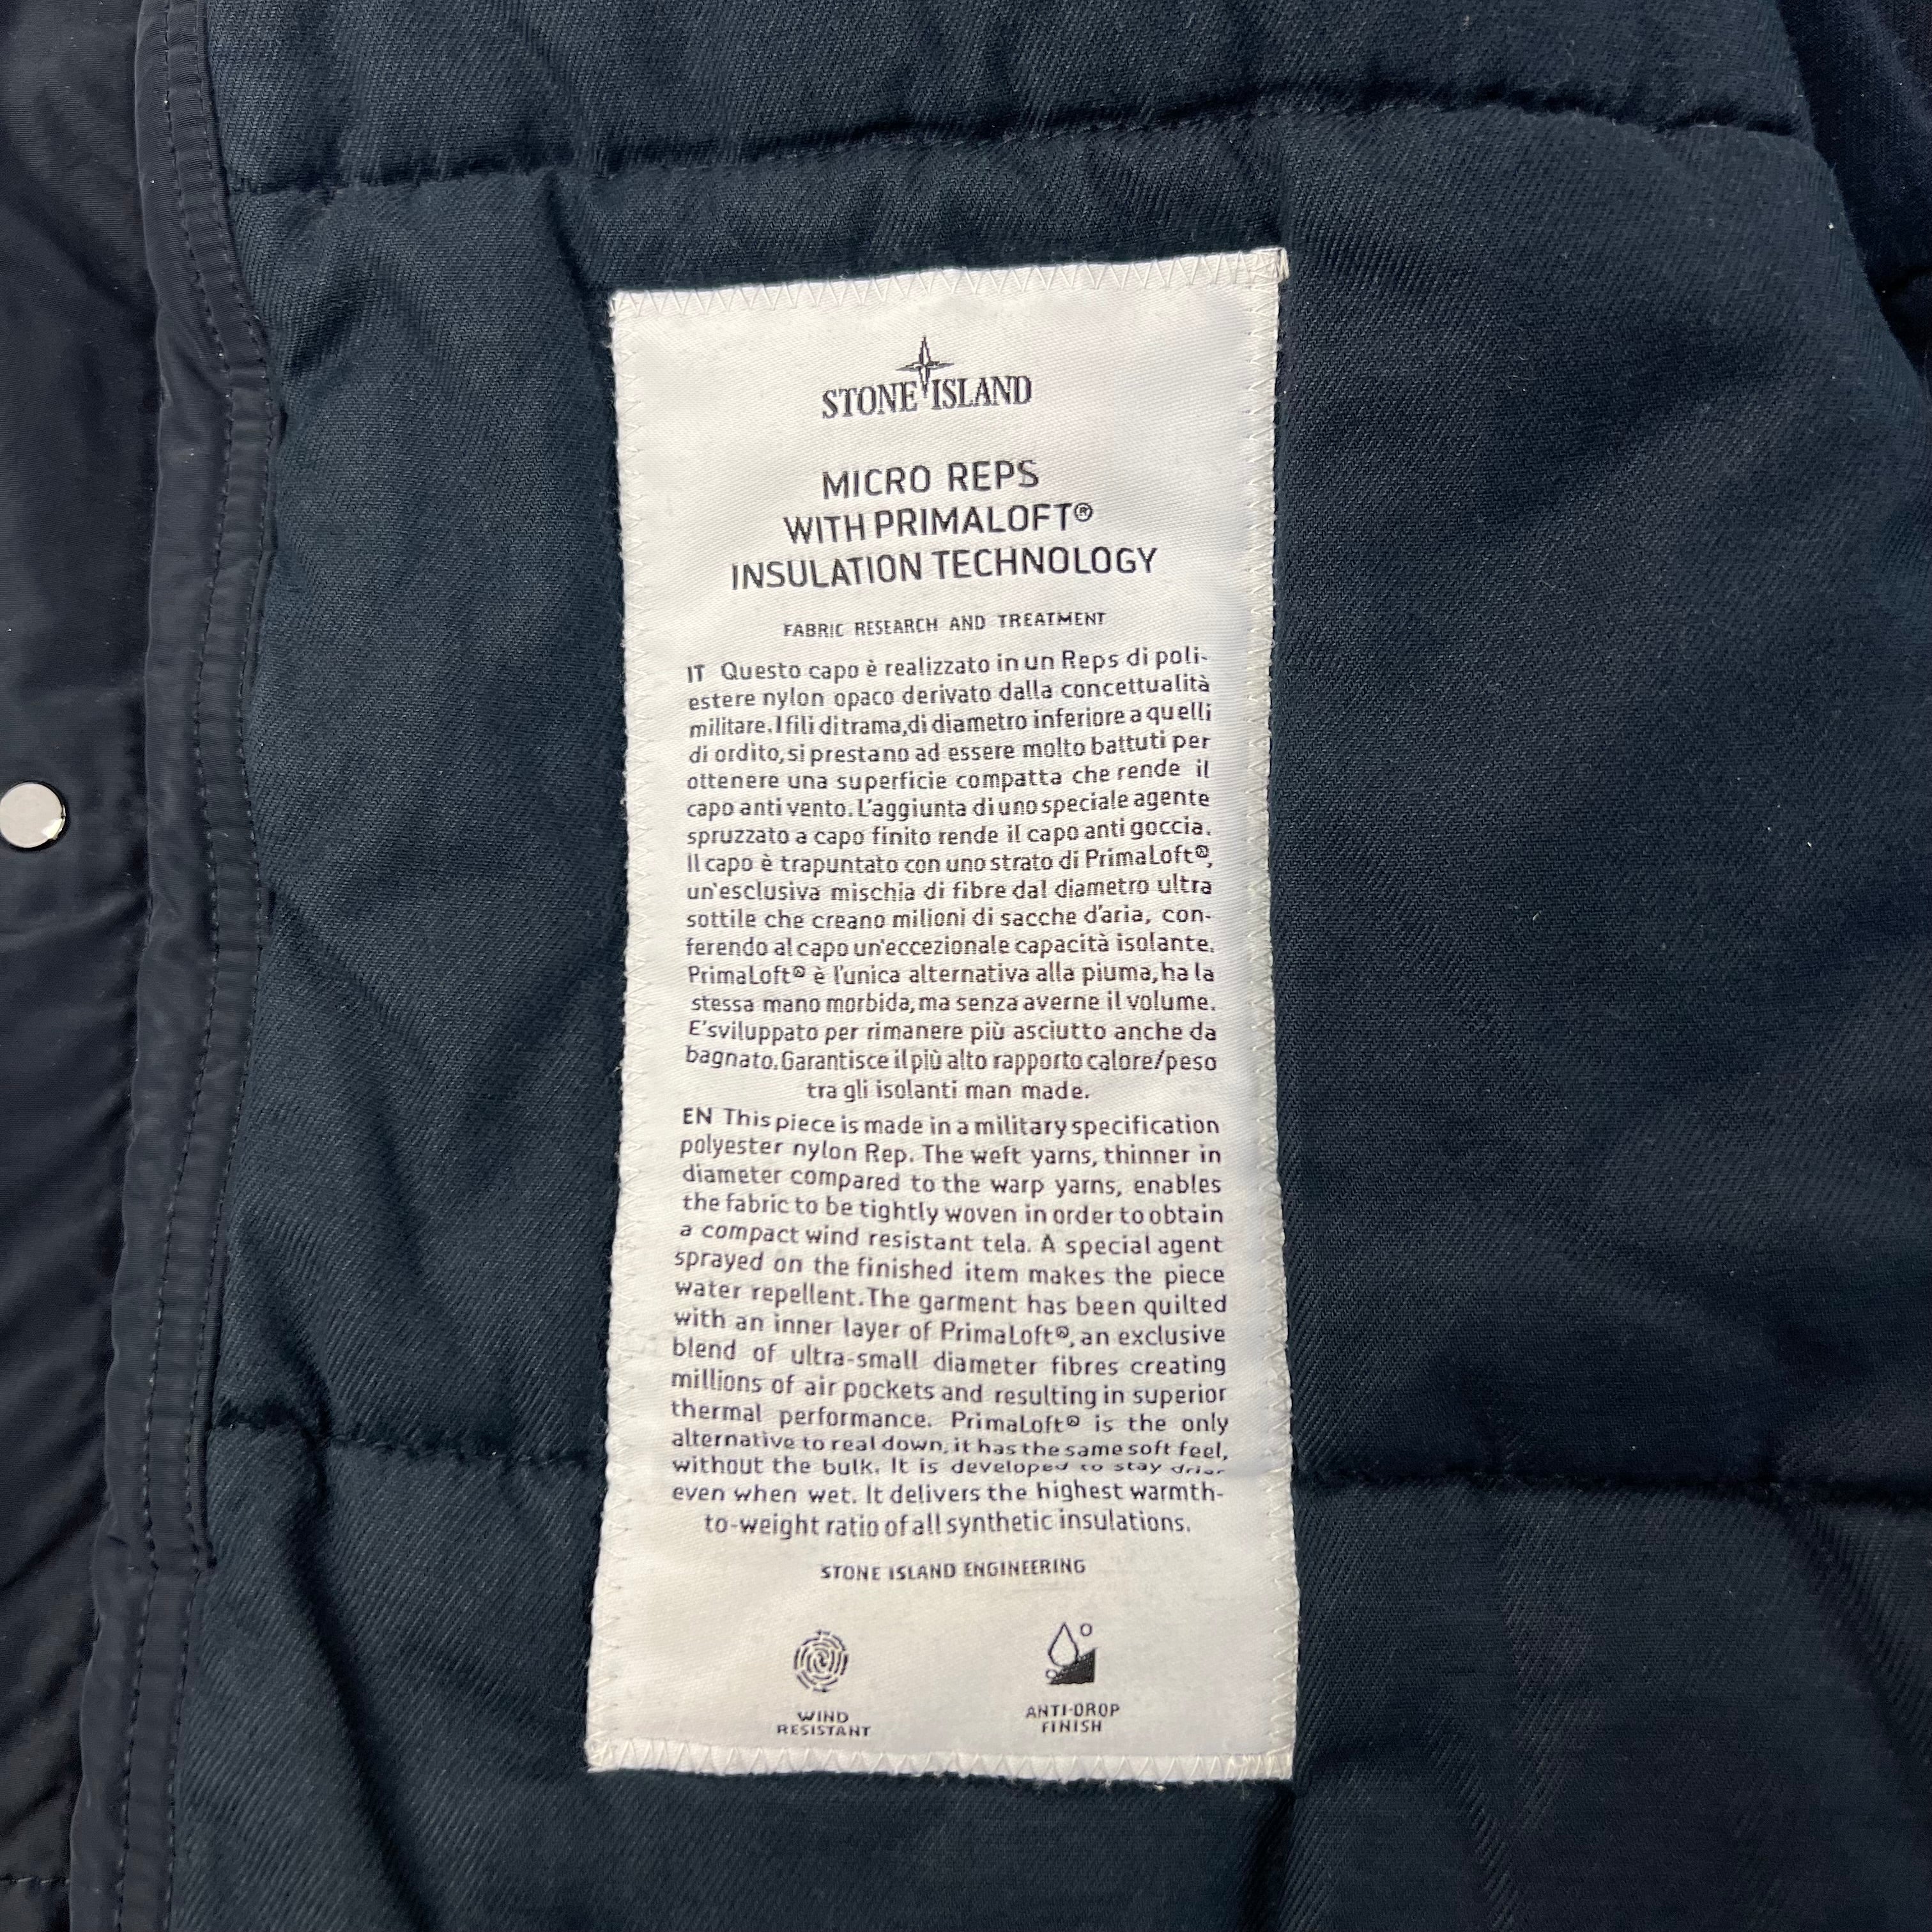 STONE ISLAND
MICRO REPS
WITH PRIMALOFT®
INSULATION TECHNOLOGY
FABRIC RESEARCH AND TREATMENT
IT Questo capo è realizzato in un Reps di poli-
estere nylon opaco derivato dalla concettualità
militare. I fili di trama, di diametro inferiore a quelli
di ordito, si prestano ad essere molto battuti per
ottenere una superficie compatta che rende il
capo anti vento. L'aggiunta di uno speciale agente
spruzzato a capo finito rende il capo anti goccia.
Il capo è trapuntato con uno strato di PrimaLoft®,
un'esclusiva mischia di fibre dal diametro ultra
sottile che creano milioni di sacche d'aria, con-
ferendo al capo un'eccezionale capacità isolante.
PrimaLoft® è l'unica alternativa alla piuma, ha la
stessa mano morbida, ma senza averne il volume.
E'sviluppato per rimanere più asciutto anche da
bagnato. Garantisce il più alto rapporto calore/peso
tra gli isolanti man made.
EN This piece is made in a military specification
polyester nylon Rep. The weft yarns, thinner in
diameter compared to the warp yarns, enables
the fabric to be tightly woven in order to obtain
a compact wind resistant tela. A special agent
sprayed on the finished item makes the piece
water repellent. The garment has been quilted
with an inner layer of PrimaLoft®, an exclusive
blend of ultra-small diameter fibres creating
millions of air pockets and resulting in superior
thermal performance. PrimaLoft® is the only
alternative to real down, it has the same soft feel,
without the bulk. It is developed to stay drier
even when wet. It delivers the highest warmth-
to-weight ratio of all synthetic insulations.
STONE ISLAND ENGINEERING
WIND
RESISTANT
ANTI-DROP
FINISH